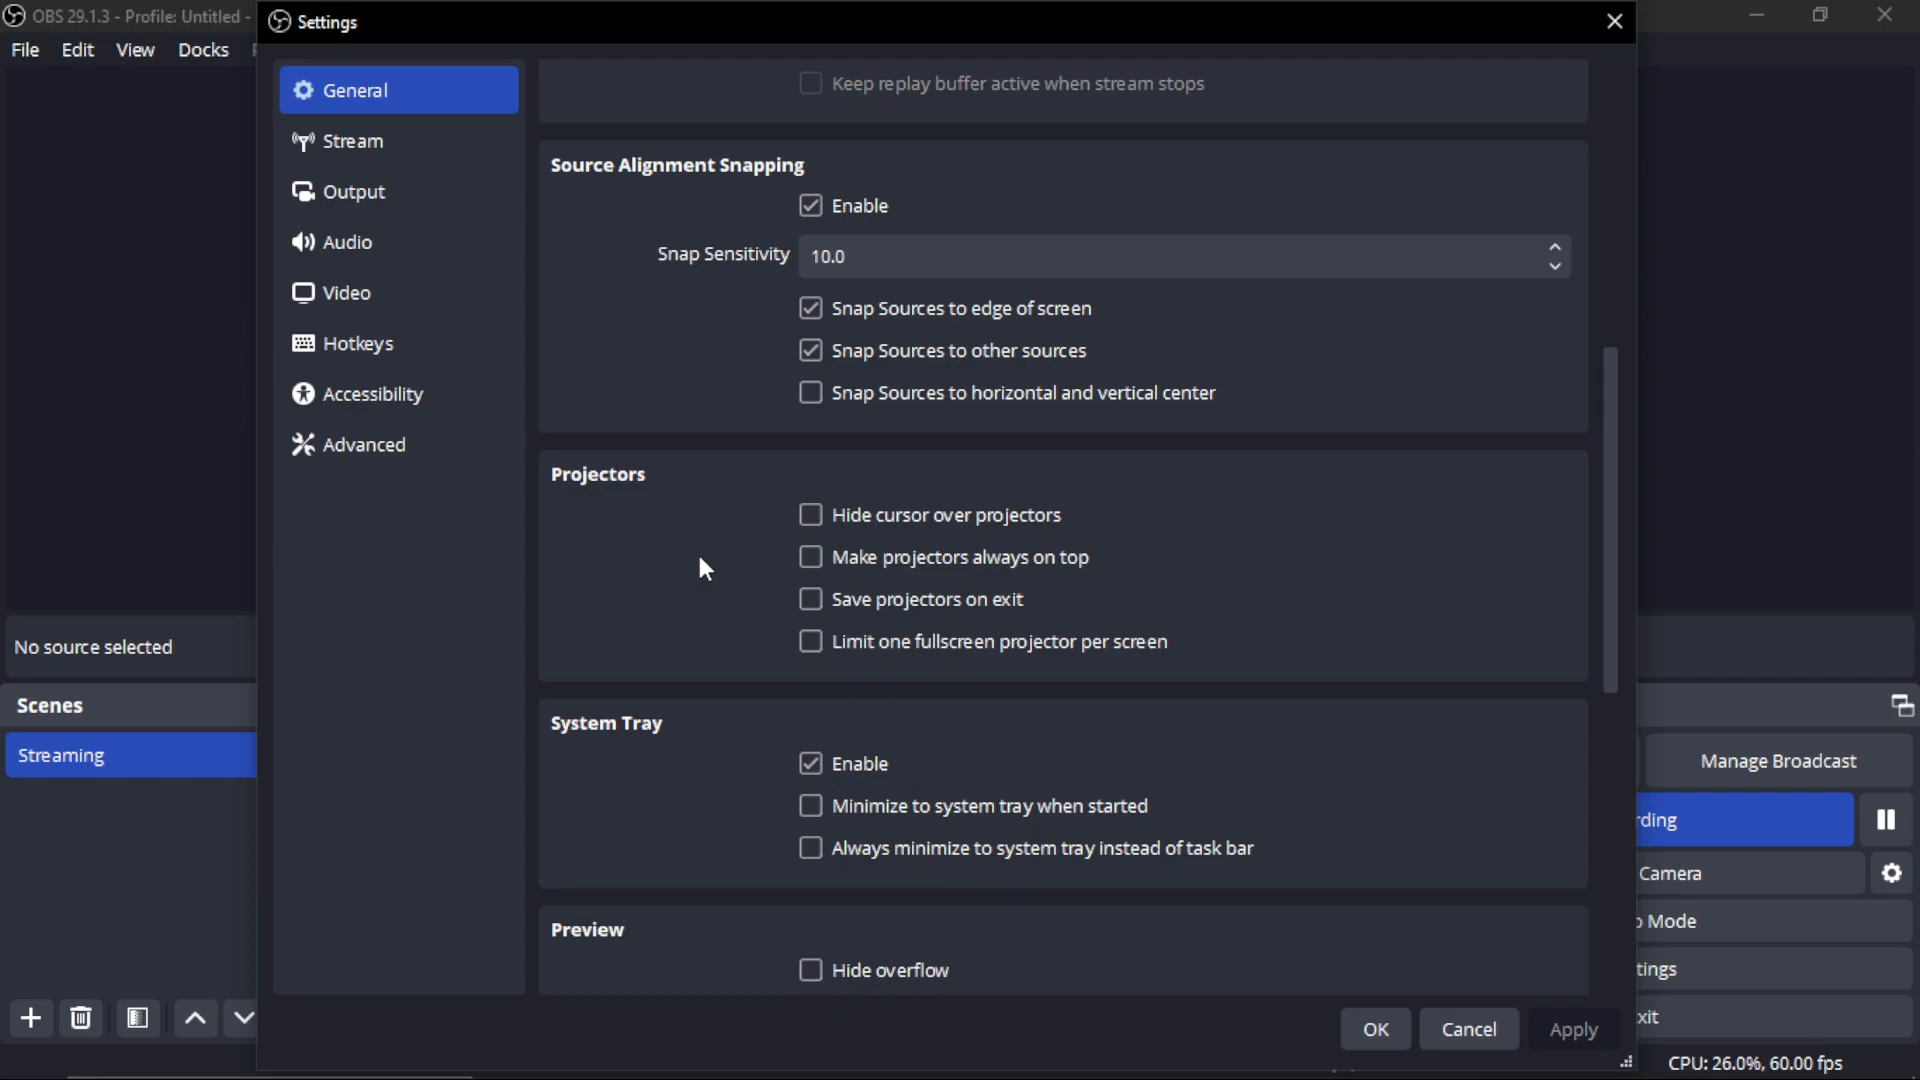 OBS 29.1.3 - Profile: Untitled -
Settings
File Edit View Docks
General
Stream
Output
Audio
Video
Hotkeys
Accessibility
Advanced
Keep replay buffer active when stream stops
Source Alignment Snapping
Enable
Snap Sensitivity 10.0
Snap Sources to edge of screen
Snap Sources to other sources
Snap Sources to horizontal and vertical center
Projectors
Hide cursor over projectors
Make projectors always on top
Save projectors on exit
Limit one fullscreen projector per screen
System Tray
Enable
Minimize to system tray when started
Always minimize to system tray instead of task bar
Preview
Hide overflow
OK Cancel Apply
No source selected
Scenes
Streaming
Manage Broadcast
rding
Camera
o Mode
tings
xit
CPU: 26.0%, 60.00 fps